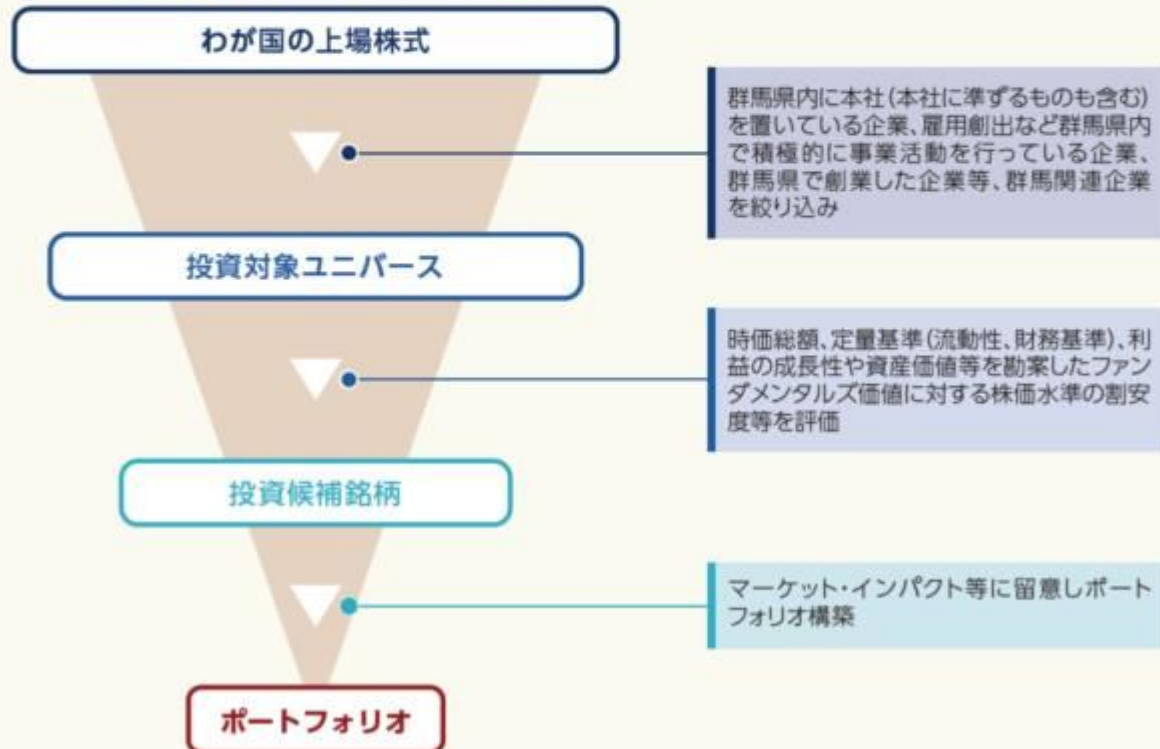 わが国の上場株式
群馬県内に本社(本社に準ずるものも含む)
を置いている企業、雇用創出など群馬県内
で積極的に事業活動を行っている企業、
群馬県で創業した企業等、群馬関連企業
を絞り込み
投資対象ユニバース
時価総額、定量基準(流動性、財務基準)、利
益の成長性や資産価値等を勘案したファン
ダメンタルズ価値に対する株価水準の割安
度等を評価
投資候補銘柄
マーケット・インパクト等に留意しポート
フォリオ構築
ポートフォリオ